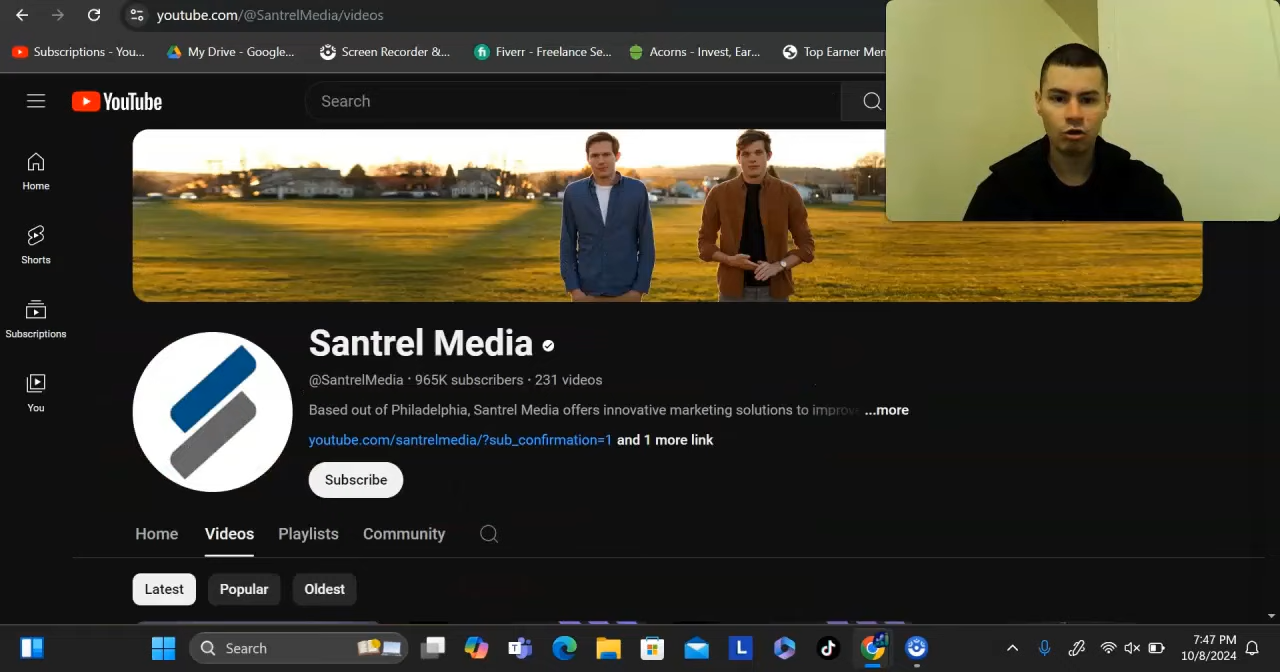 youtube.com/@SantrelMedia/videos
Subscriptions - You...
My Drive - Google...
Screen Recorder &...
Fiverr - Freelance Se...
Acorns - Invest, Ear...
Top Earner Men
YouTube
Search
Home
Shorts
Subscriptions
You
Santrel Media
@SantrelMedia · 965K subscribers · 231 videos
Based out of Philadelphia, Santrel Media offers innovative marketing solutions to improv ...more
youtube.com/santrelmedia/?sub_confirmation=1 and 1 more link
Subscribe
Home Videos Playlists Community
Latest Popular Oldest
Search
L
7:47 PM
10/8/2024